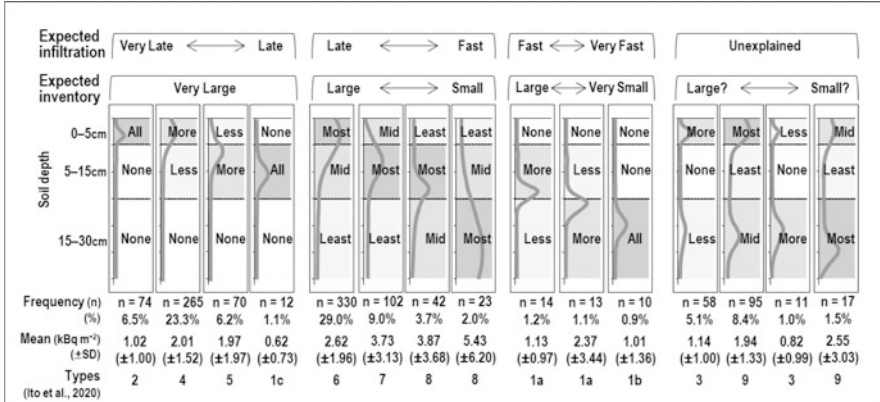 Expected infiltration Very Late Late Late Fast Fast Very Fast Unexplained
Expected inventory Very Large Large Small Large Very Small Large? Small?
Soil depth
0–5cm All More Less None Most Mid Least Least None None None More Most Less Mid
5–15cm None Less More All Mid Most Most Mid More Less None None Least None Least
15–30cm None None None None Least Least Mid Most Less More All Less Mid More Most
Frequency (n) n = 74 n = 265 n = 70 n = 12 n = 330 n = 102 n = 42 n = 23 n = 14 n = 13 n = 10 n = 58 n = 95 n = 11 n = 17
(%) 6.5% 23.3% 6.2% 1.1% 29.0% 9.0% 3.7% 2.0% 1.2% 1.1% 0.9% 5.1% 8.4% 1.0% 1.5%
Mean (kBq m⁻²) 1.02 2.01 1.97 0.62 2.62 3.73 3.87 5.43 1.13 2.37 1.01 1.14 1.94 0.82 2.55
(±SD) (±1.00) (±1.52) (±1.97) (±0.73) (±1.96) (±3.13) (±3.68) (±6.20) (±0.97) (±3.44) (±1.36) (±1.00) (±1.33) (±0.99) (±3.03)
Types 2 4 5 1c 6 7 8 8 1a 1a 1b 3 9 3 9
(Ito et al., 2020)